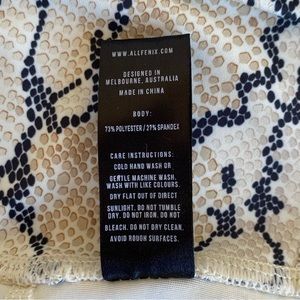 WWW.ALLFENIX.COM
DESIGNED IN
MELBOURNE, AUSTRALIA
MADE IN CHINA
BODY:
73% POLYESTER / 27% SPANDEX
CARE INSTRUCTIONS:
COLD HAND WASH OR
GENTLE MACHINE WASH.
WASH WITH LIKE COLOURS.
DRY FLAT OUT OF DIRECT
SUNLIGHT. DO NOT TUMBLE
DRY. DO NOT IRON. DO NOT
BLEACH. DO NOT DRY CLEAN.
AVOID ROUGH SURFACES.